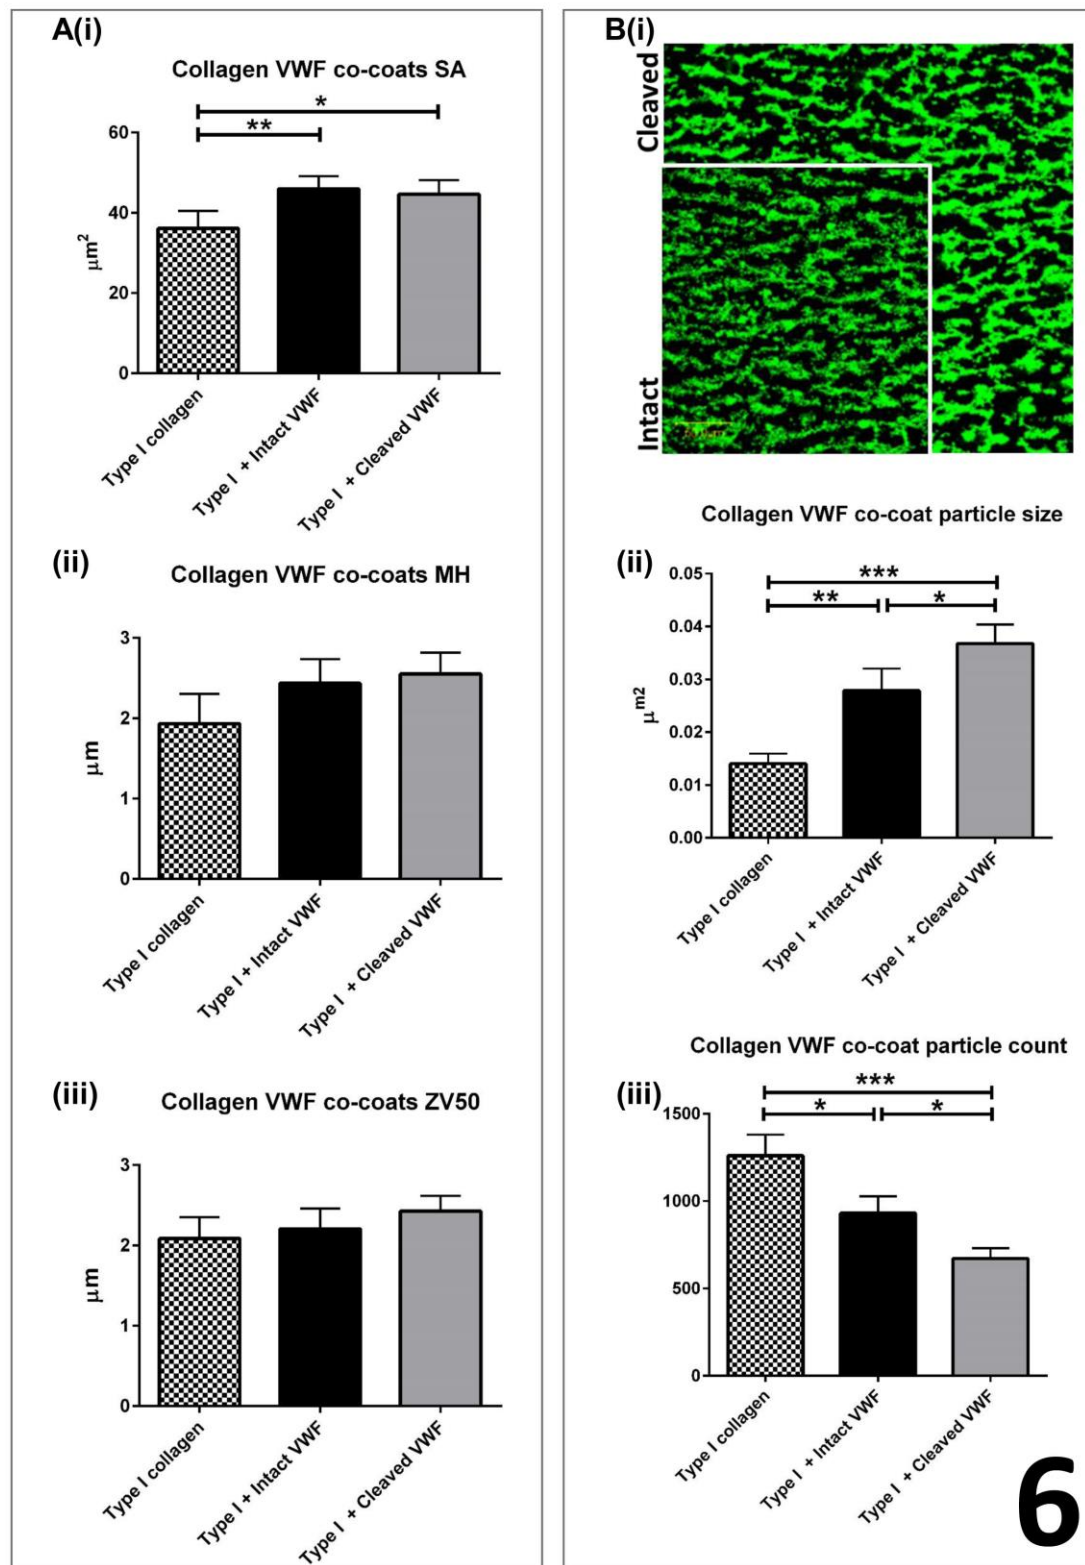 A(i)
Collagen VWF co-coats SA
*
**
60
40
20
0
μm²
Type I collagen
Type I + Intact VWF
Type I + Cleaved VWF
(ii)
Collagen VWF co-coats MH
3
2
1
0
μm
Type I collagen
Type I + Intact VWF
Type I + Cleaved VWF
(iii)
Collagen VWF co-coats ZV50
3
2
1
0
μm
Type I collagen
Type I + Intact VWF
Type I + Cleaved VWF
B(i)
Cleaved
Intact
Collagen VWF co-coat particle size
(ii)
***
** *
0.05
0.04
0.03
0.02
0.01
0.00
μm2
Type I collagen
Type I + Intact VWF
Type I + Cleaved VWF
Collagen VWF co-coat particle count
(iii)
***
* *
1500
1000
500
0
Type I collagen
Type I + Intact VWF
Type I + Cleaved VWF
6